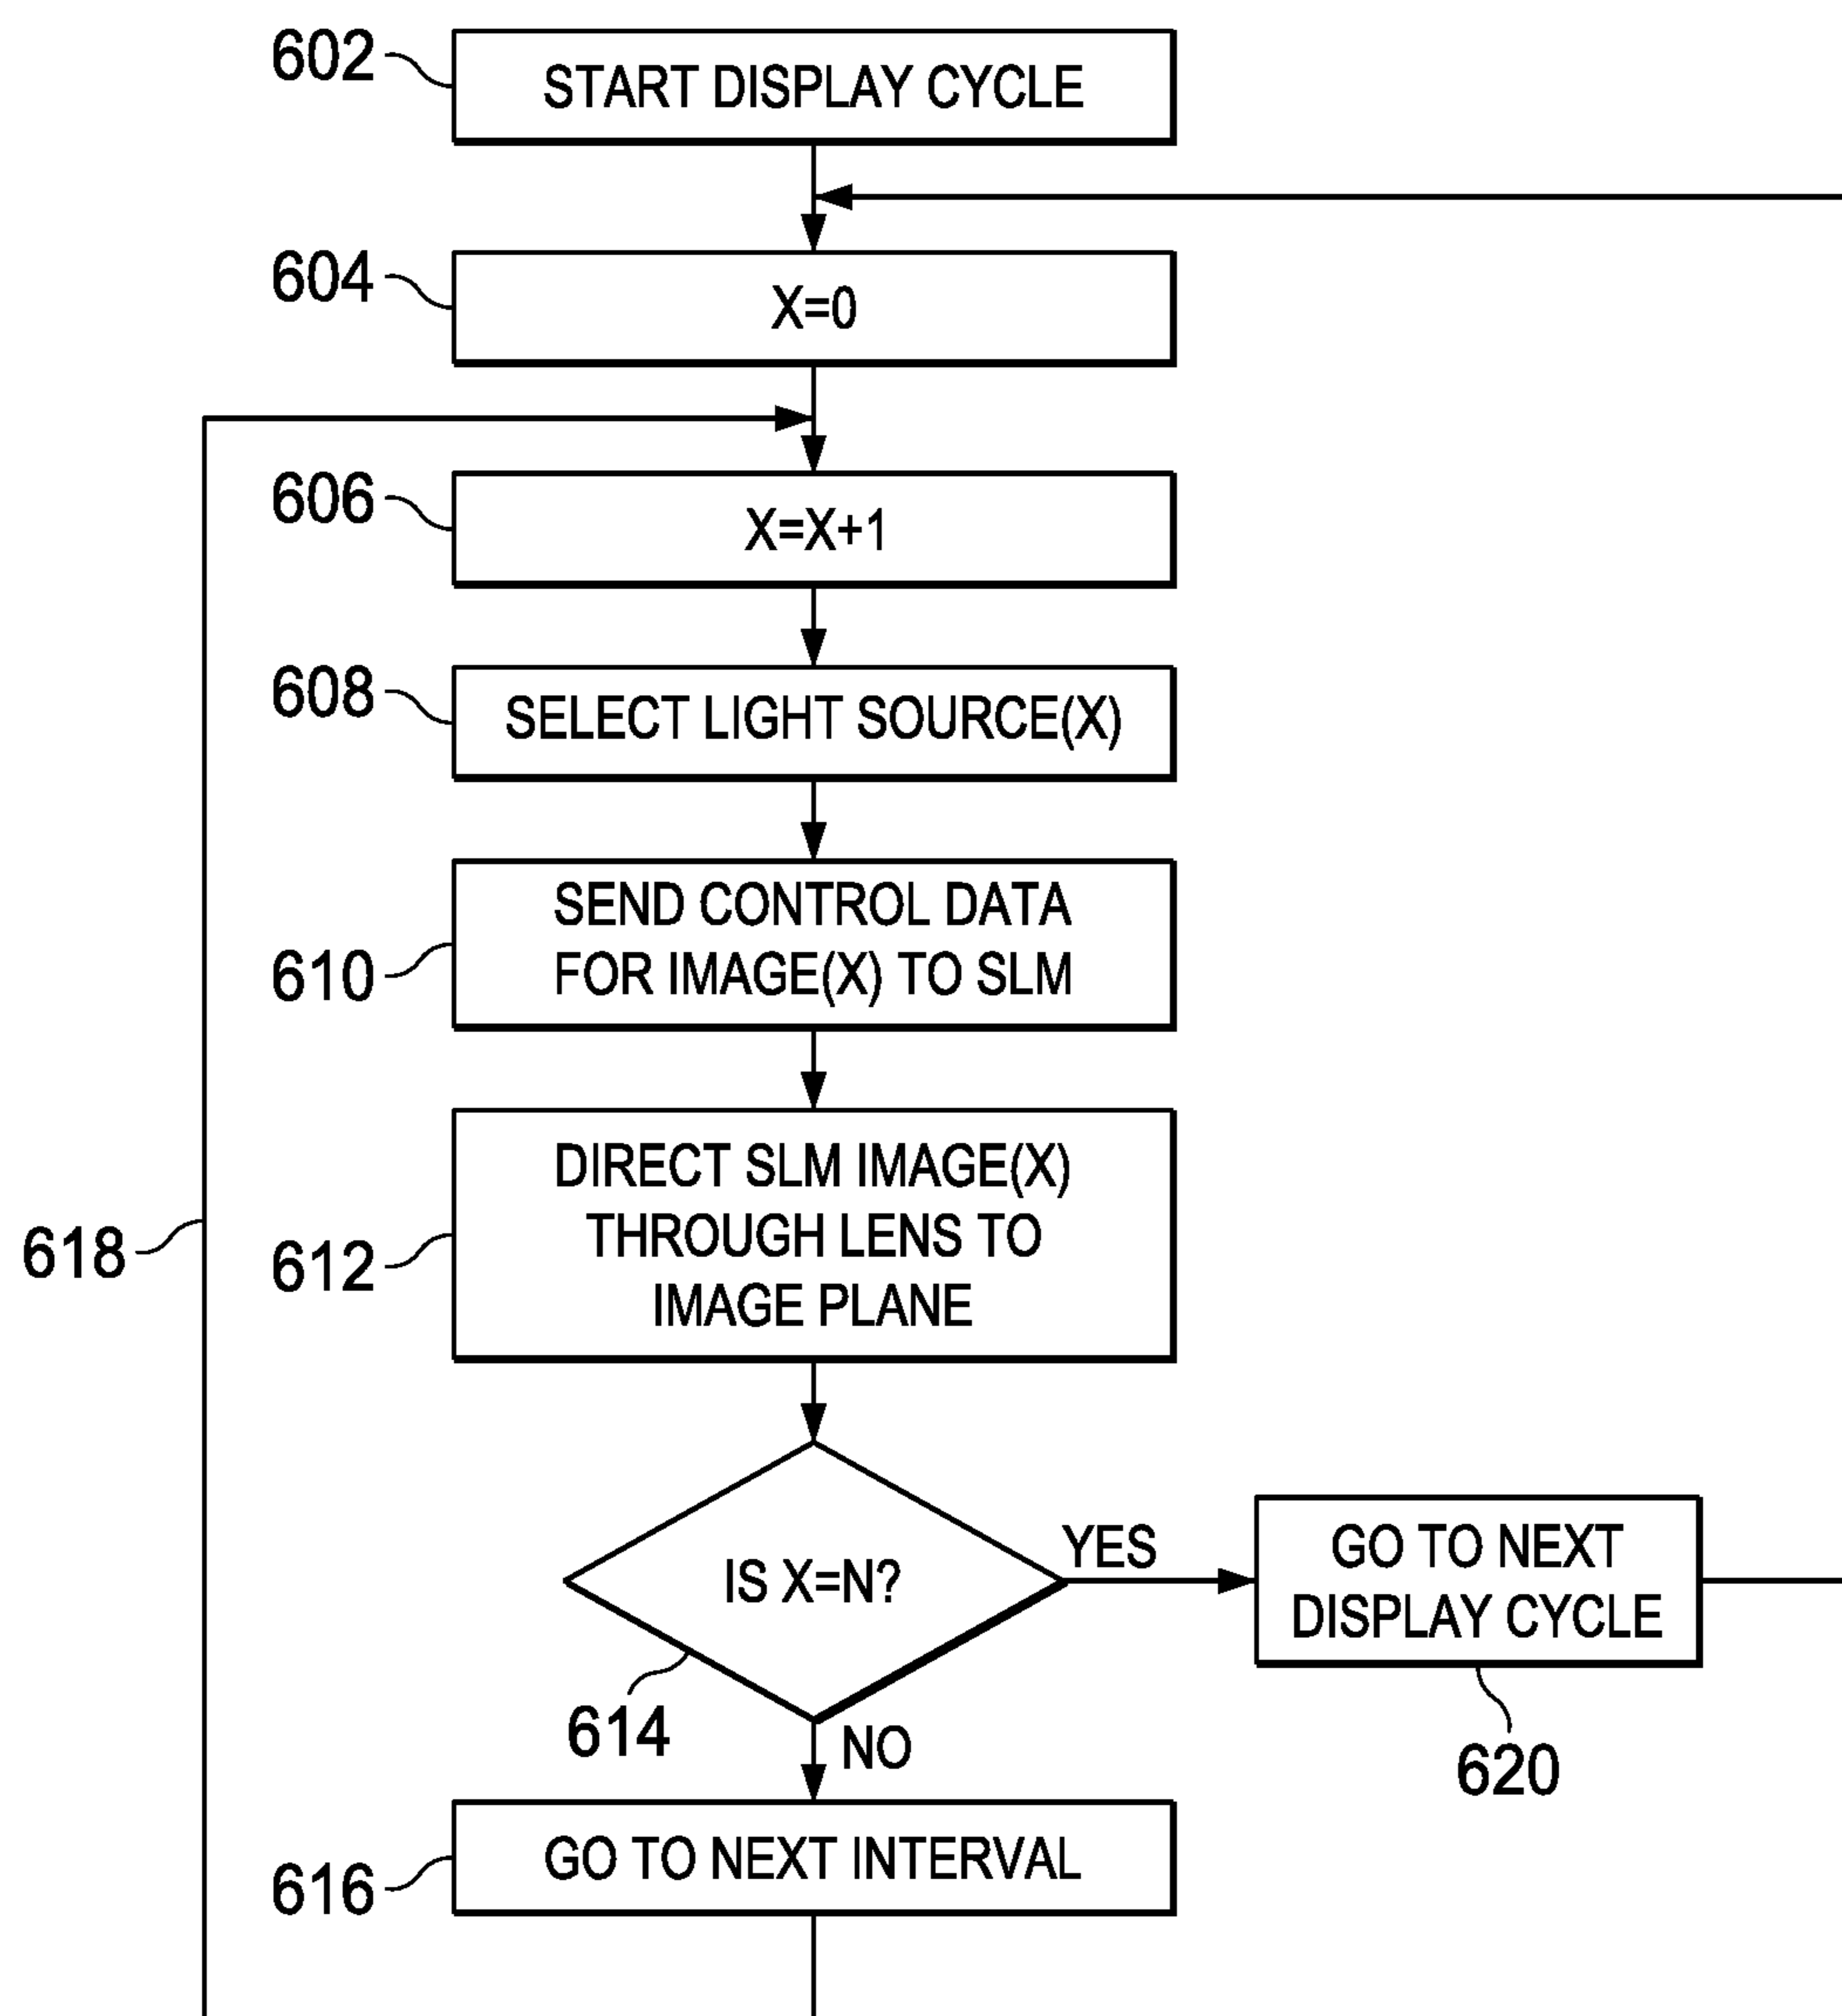 602
START DISPLAY CYCLE
604
X=0
606
X=X+1
608
SELECT LIGHT SOURCE(X)
SEND CONTROL DATA
FOR IMAGE(X) TO SLM
610
DIRECT SLM IMAGE(X)
THROUGH LENS TO
IMAGE PLANE
618
612
IS X=N?
YES
GO TO NEXT
DISPLAY CYCLE
614
NO
620
GO TO NEXT INTERVAL
616